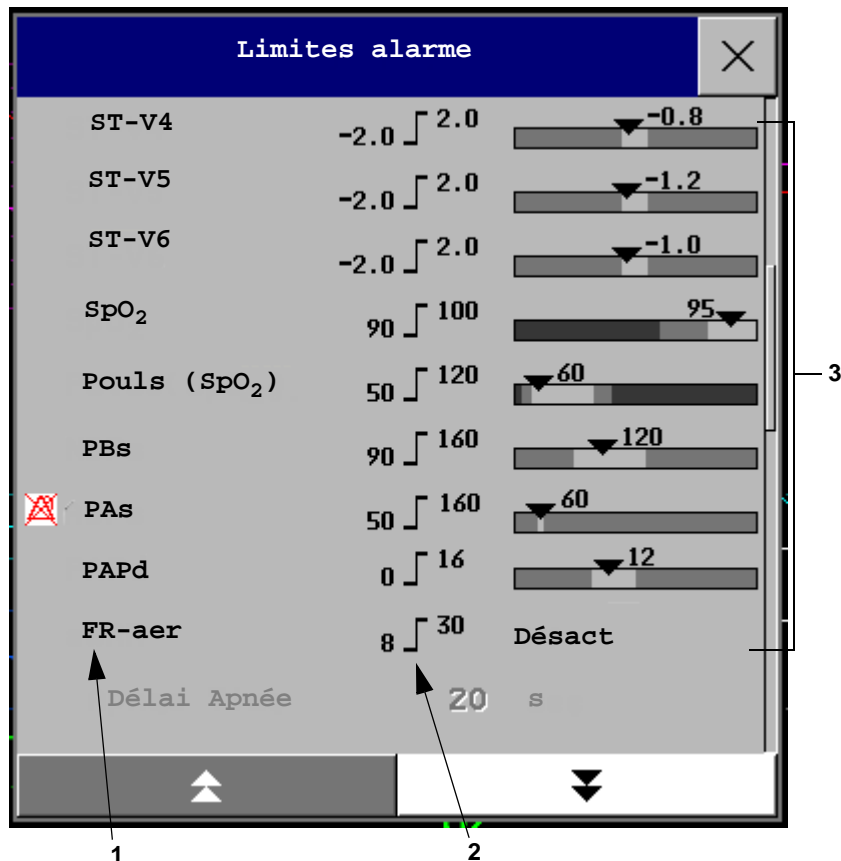 Limites alarme
ST-V4 -2.0 2.0 -0.8
ST-V5 -2.0 2.0 -1.2
ST-V6 -2.0 2.0 -1.0
SpO₂ 90 100 95
Pouls (SpO₂) 50 120 60
PBs 90 160 120
PAs 50 160 60
PAPd 0 16 12
FR-aer 8 30 Désact
Délai Apnée 20 s
3
1
2